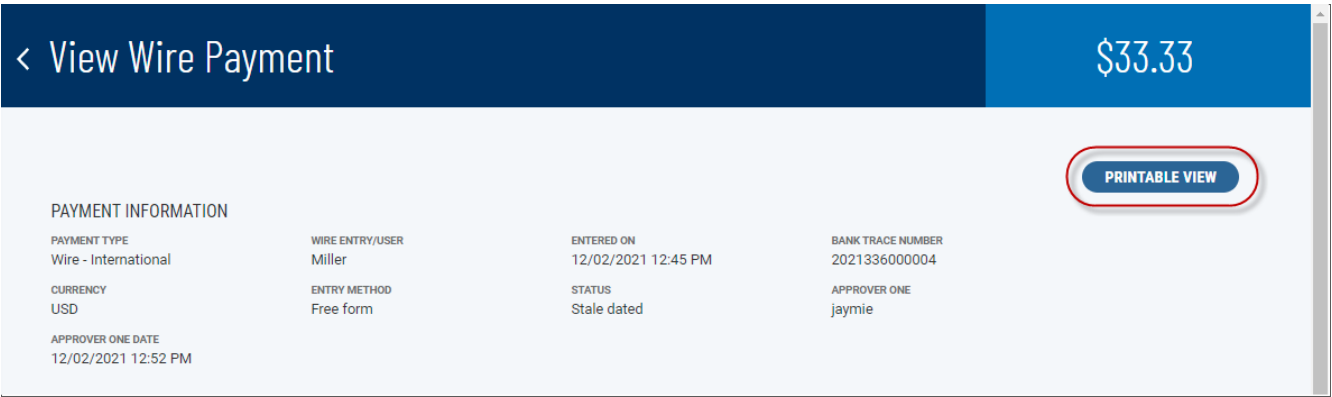 < View Wire Payment
$33.33
PRINTABLE VIEW
PAYMENT INFORMATION
PAYMENT TYPE WIRE ENTRY/USER ENTERED ON BANK TRACE NUMBER
Wire - International Miller 12/02/2021 12:45 PM 2021336000004
CURRENCY ENTRY METHOD STATUS APPROVER ONE
USD Free form Stale dated jaymie
APPROVER ONE DATE
12/02/2021 12:52 PM